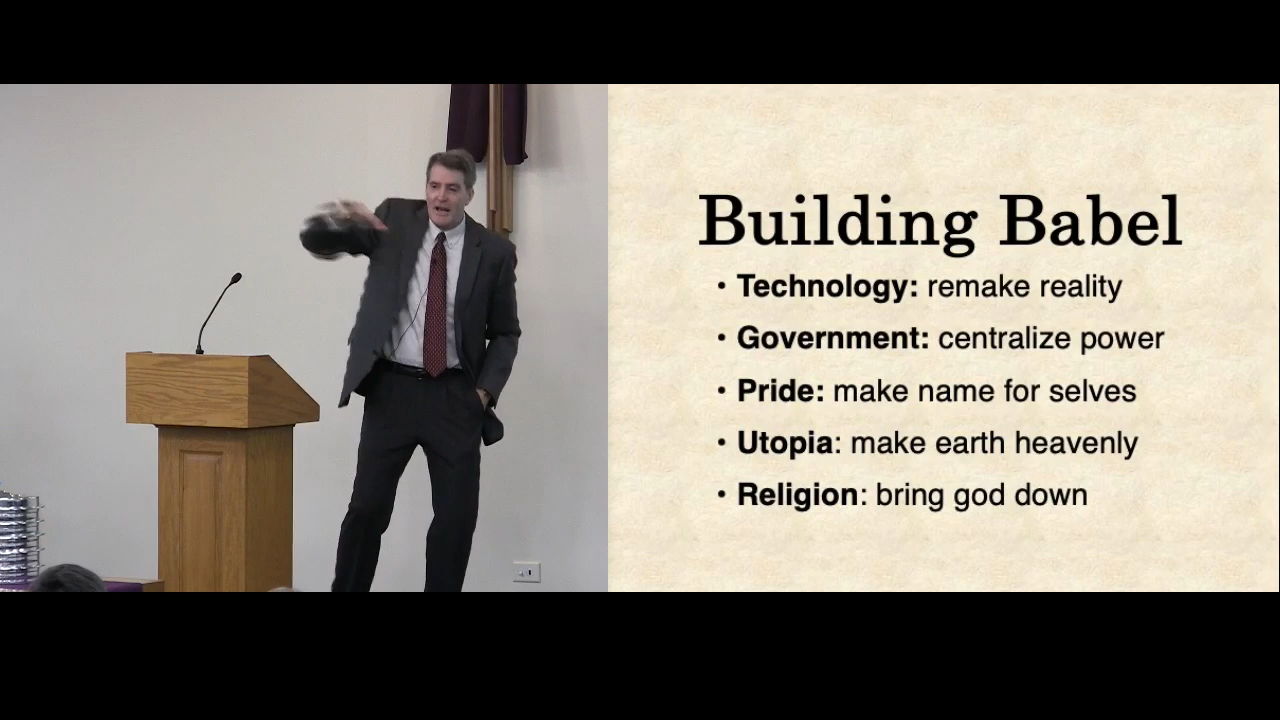 Building Babel
• Technology: remake reality
• Government: centralize power
• Pride: make name for selves
• Utopia: make earth heavenly
• Religion: bring god down